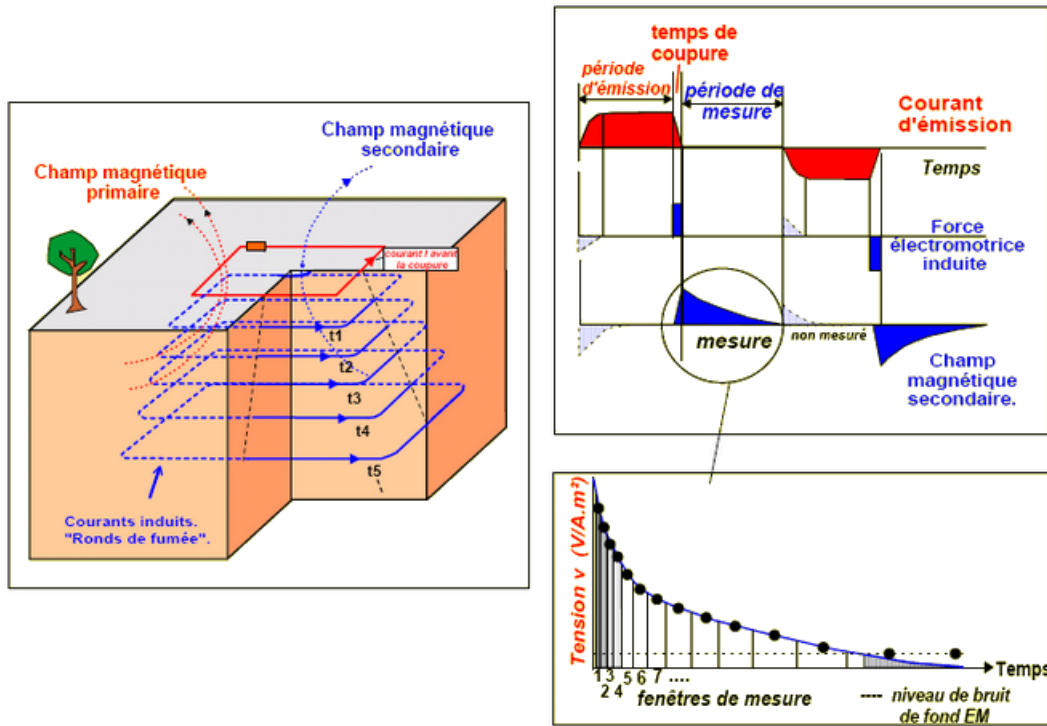 Champ magnétique
secondaire
Champ magnétique
primaire
courant I avant
la coupure
t1
t2
t3
t4
t5
Courants induits.
"Ronds de fumée".
temps de
coupure
période
d'émission
période de
mesure
Courant
d'émission
Temps
Force
électromotrice
induite
mesure
non mesuré
Champ
magnétique
secondaire.
Tension v (V/A.m²)
Temps
1 2 3 4 5 6 7 ....
fenêtres de mesure
---- niveau de bruit
de fond EM